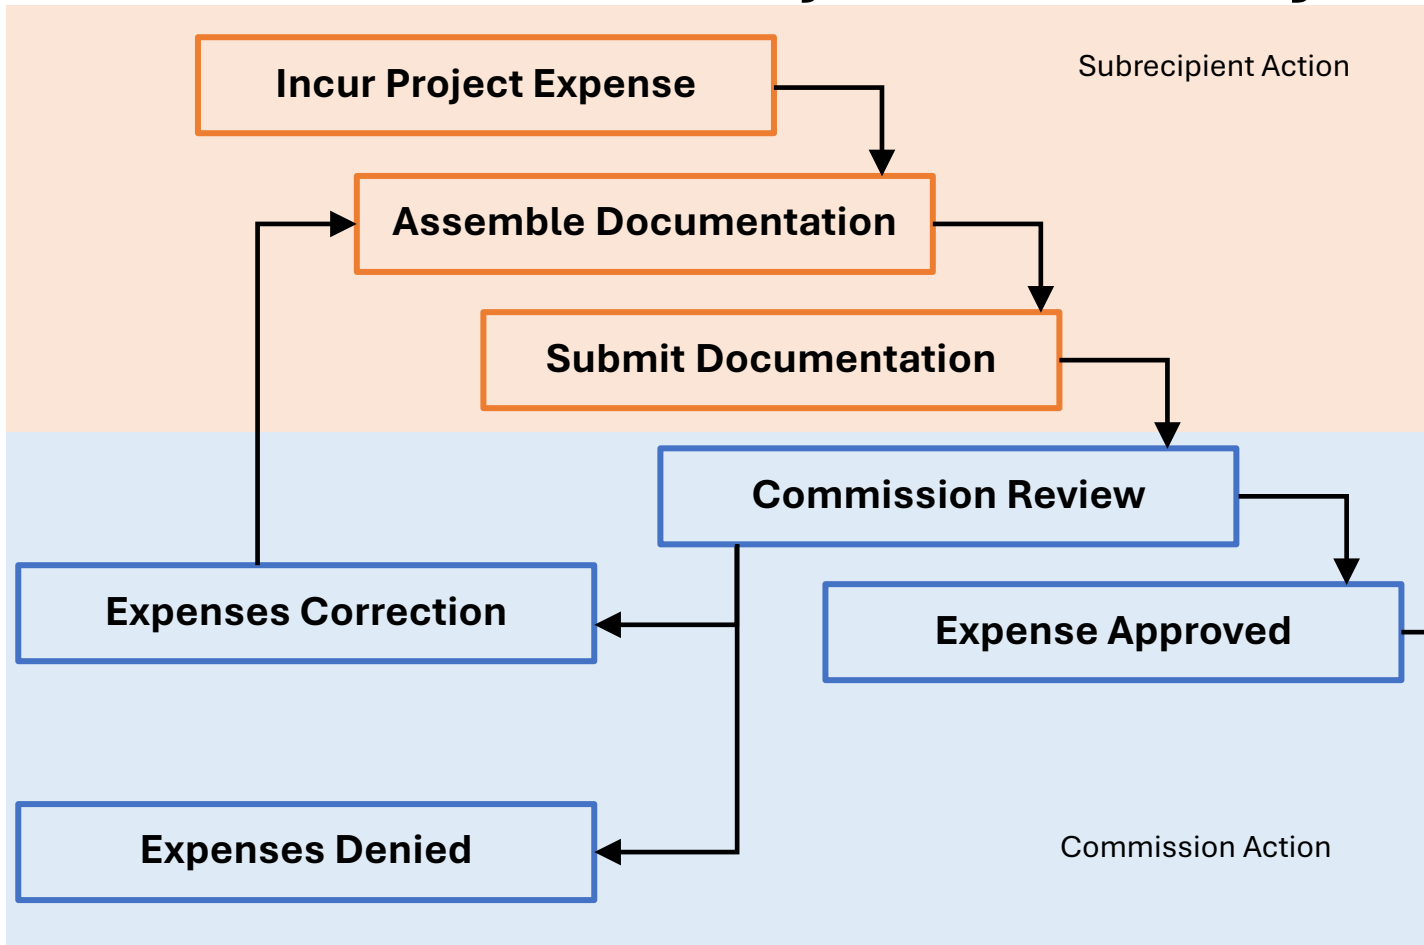 Incur Project Expense
Subrecipient Action
Assemble Documentation
Submit Documentation
Commission Review
Expenses Correction
Expense Approved
Expenses Denied
Commission Action